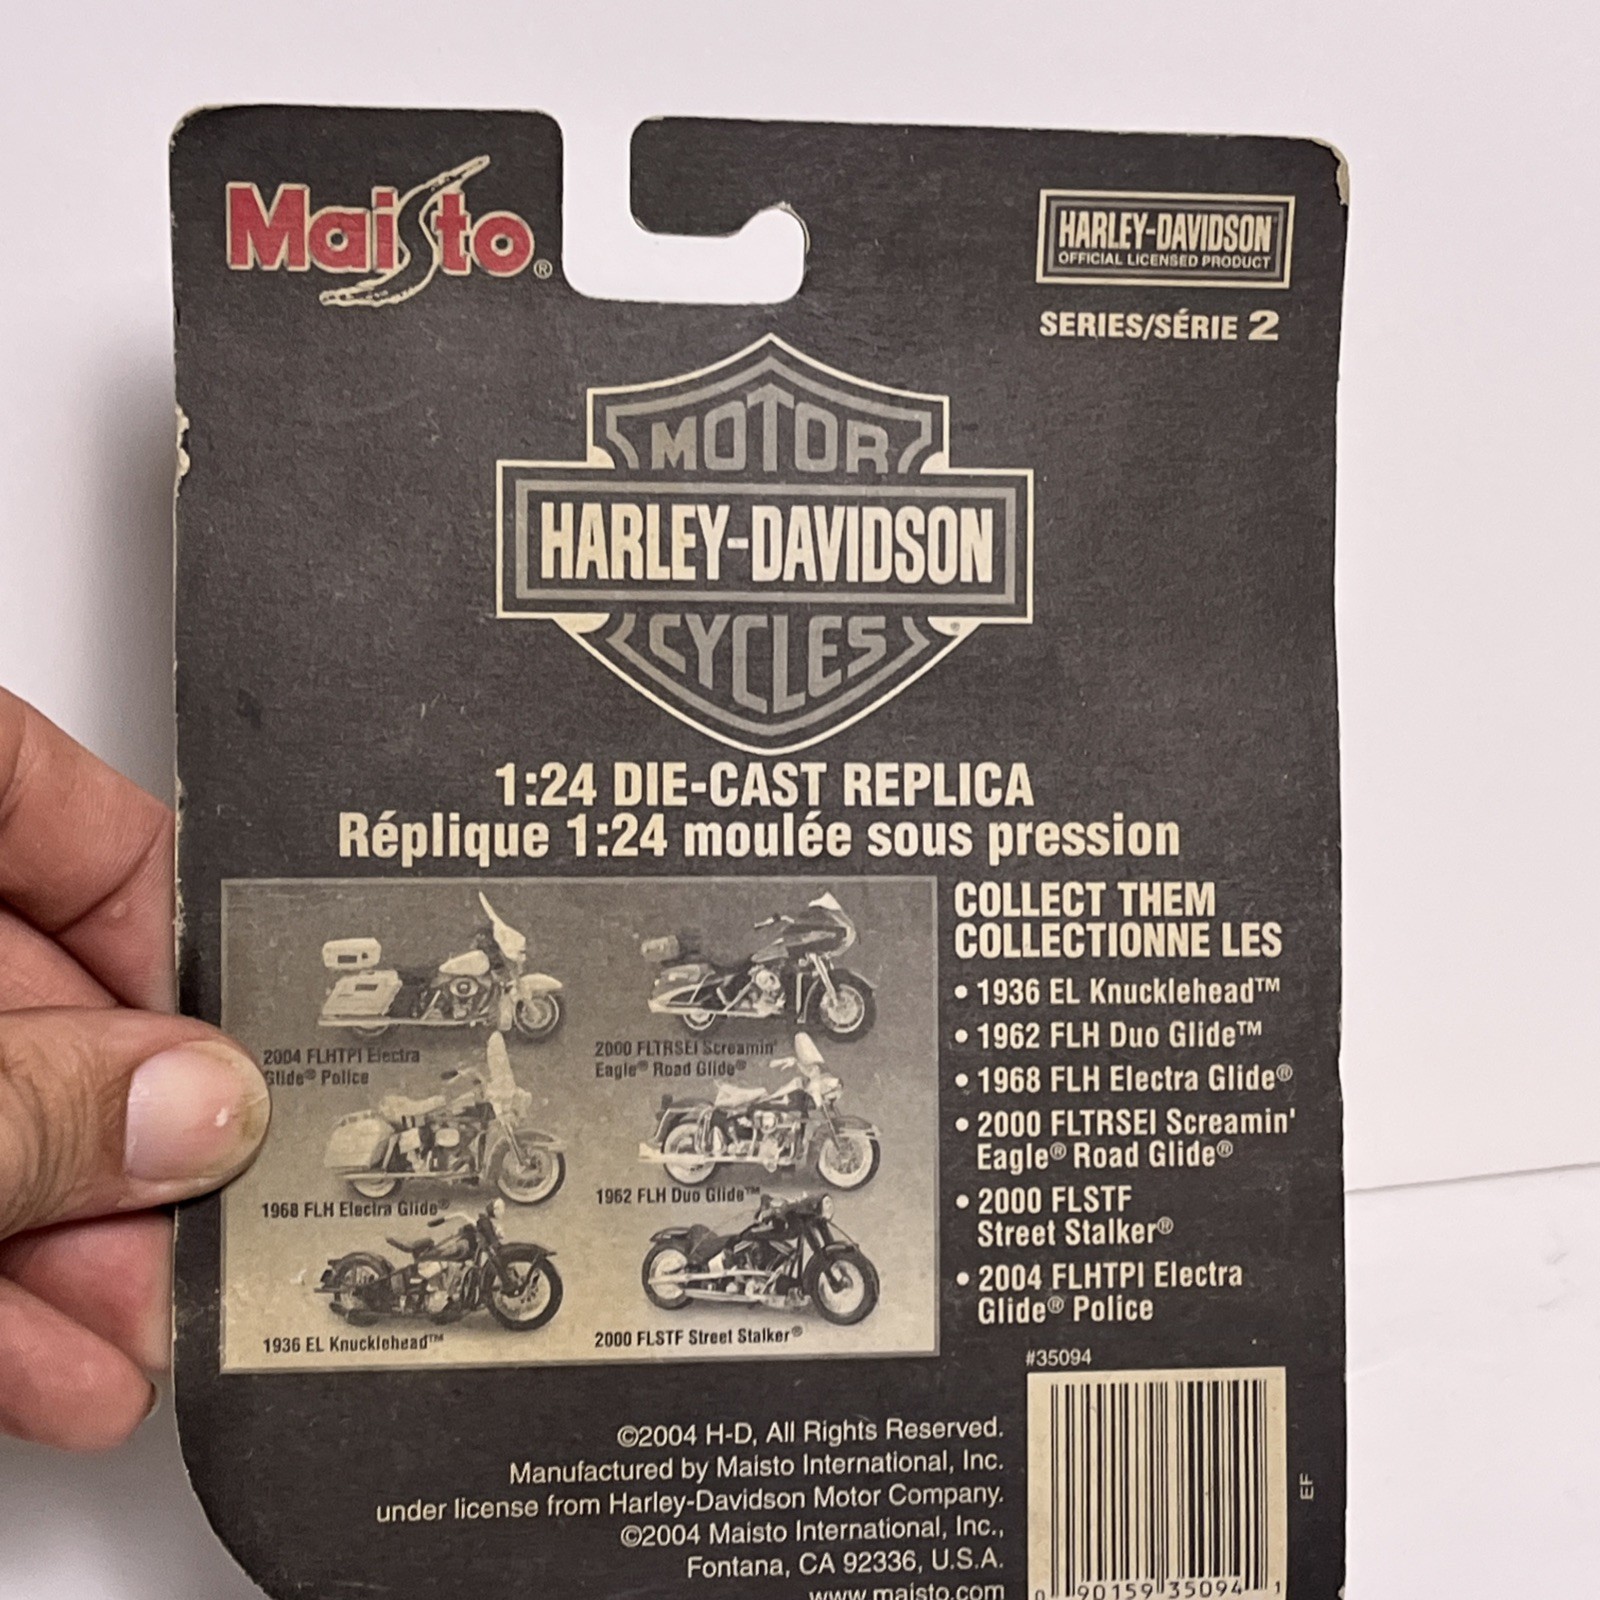 Maisto®
HARLEY-DAVIDSON
OFFICIAL LICENSED PRODUCT
SERIES/SÉRIE 2
MOTOR
HARLEY-DAVIDSON
CYCLES
®
1:24 DIE-CAST REPLICA
Réplique 1:24 moulée sous pression
2004 FLHTPI Electra
Glide® Police
2000 FLTRSEI Screamin'
Eagle® Road Glide®
1968 FLH Electra Glide®
1962 FLH Duo Glide™
1936 EL Knucklehead™
2000 FLSTF Street Stalker®
COLLECT THEM
COLLECTIONNE LES
• 1936 EL Knucklehead™
• 1962 FLH Duo Glide™
• 1968 FLH Electra Glide®
• 2000 FLTRSEI Screamin'
Eagle® Road Glide®
• 2000 FLSTF
Street Stalker®
• 2004 FLHTPI Electra
Glide® Police
#35094
©2004 H-D, All Rights Reserved.
Manufactured by Maisto International, Inc.
under license from Harley-Davidson Motor Company.
©2004 Maisto International, Inc.,
Fontana, CA 92336, U.S.A.
www.maisto.com
EF
0 90159 35094 1